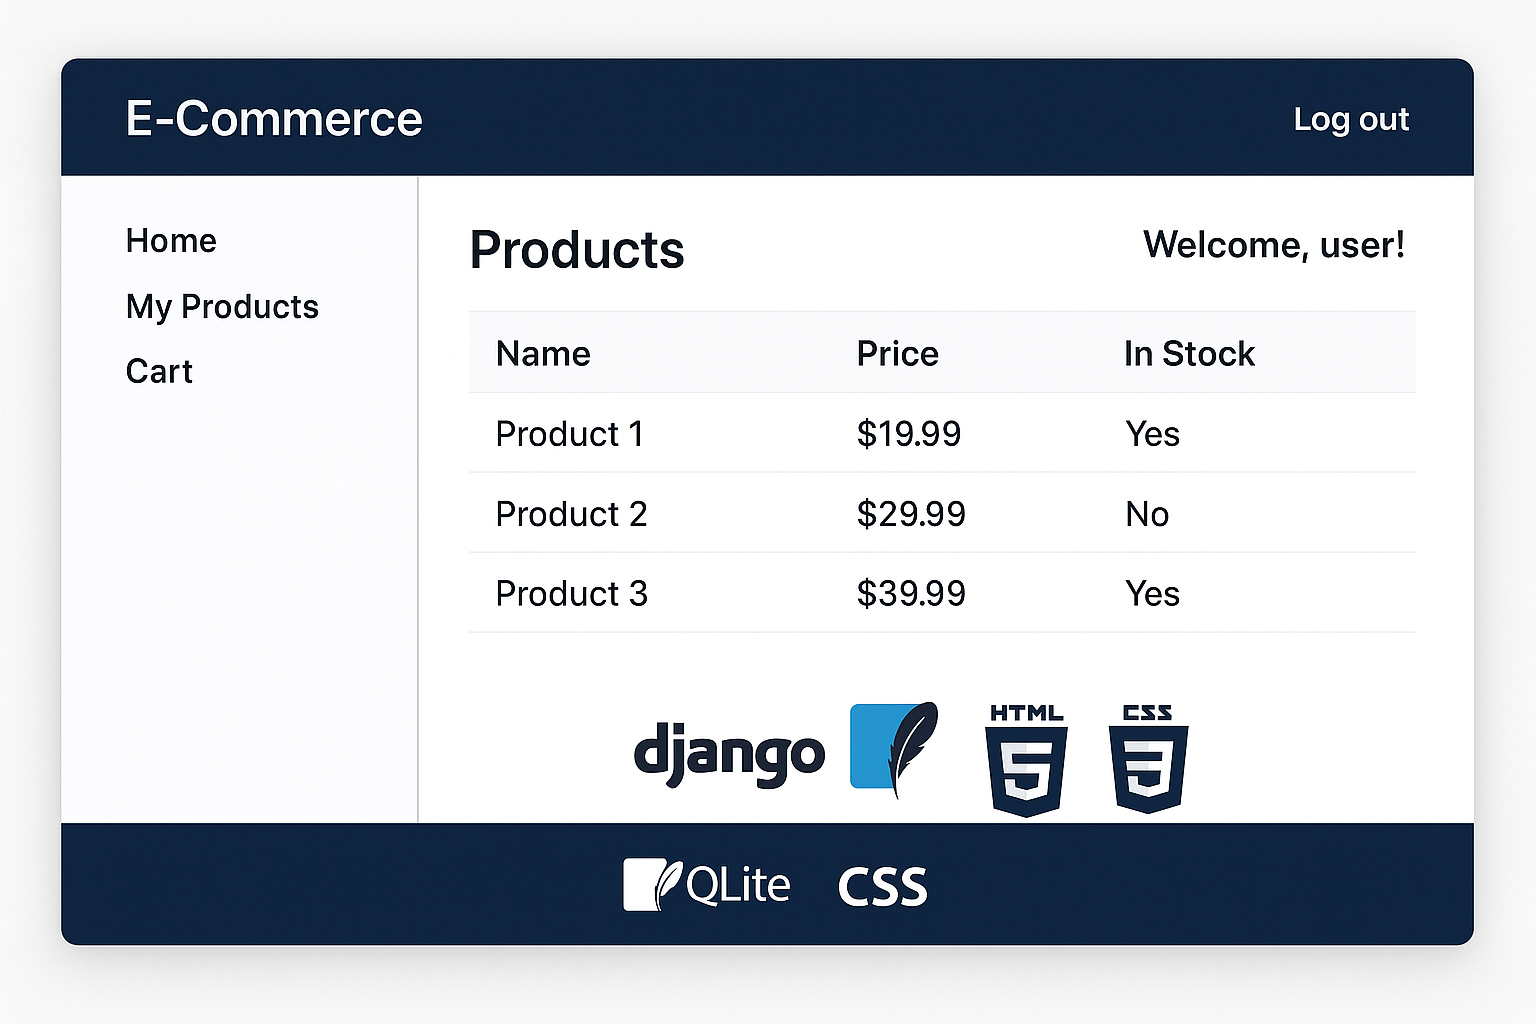 E-Commerce
Log out
Home
My Products
Cart
Products
Welcome, user!
Name Price In Stock
Product 1 $19.99 Yes
Product 2 $29.99 No
Product 3 $39.99 Yes
django
HTML
5
CSS
3
QLite CSS